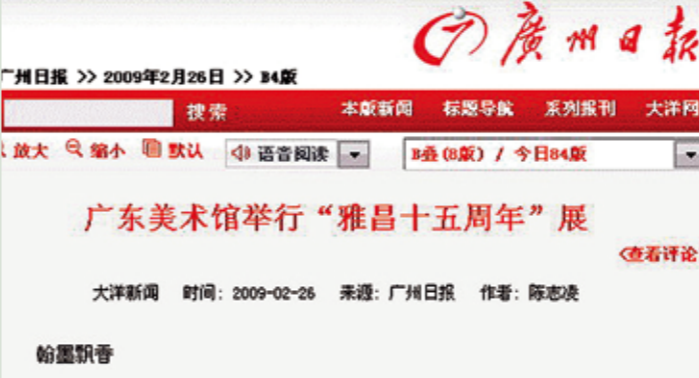 廣州日报
广州日报 >> 2009年2月26日 >> B4版
搜索 本版新闻 标题导航 系列报刊 大洋网
放大 缩小 默认 语音阅读 B叠(8版) / 今日84版
广东美术馆举行“雅昌十五周年”展
<查看评论
大洋新闻 时间: 2009-02-26 来源: 广州日报 作者: 陈志凌
翰墨飘香